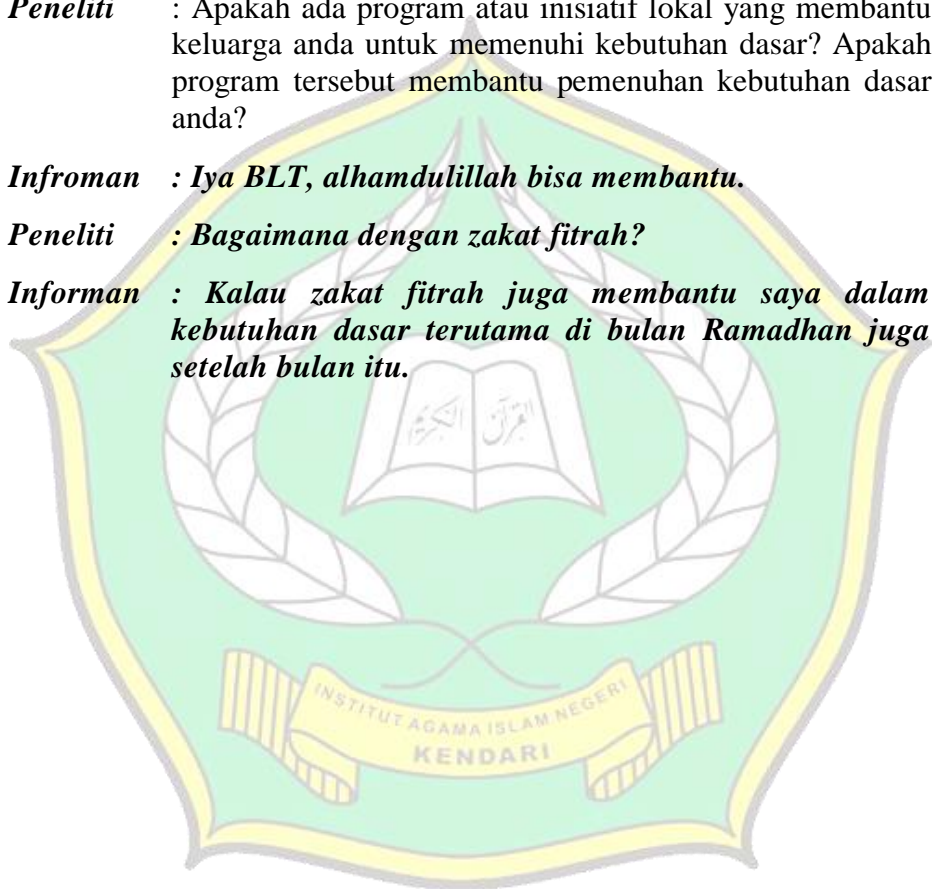 Peneliti : Apakah ada program atau inisiatif lokal yang membantu
keluarga anda untuk memenuhi kebutuhan dasar? Apakah
program tersebut membantu pemenuhan kebutuhan dasar
anda?
Infroman : Iya BLT, alhamdulillah bisa membantu.
Peneliti : Bagaimana dengan zakat fitrah?
Informan : Kalau zakat fitrah juga membantu saya dalam
kebutuhan dasar terutama di bulan Ramadhan juga
setelah bulan itu.
القرآن الكريم
INSTITUT AGAMA ISLAM NEGERI
KENDARI